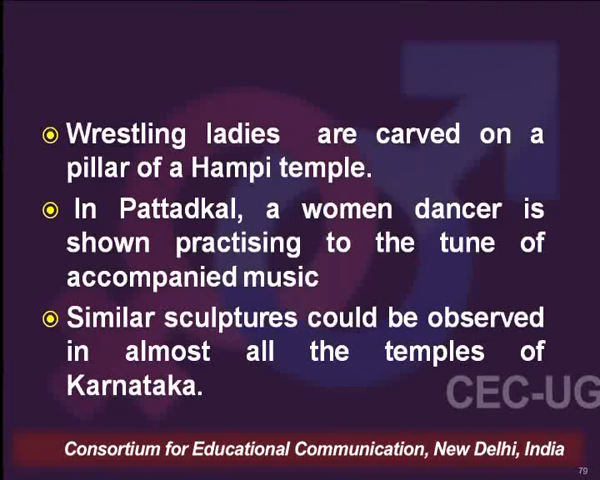 Wrestling ladies are carved on a
pillar of a Hampi temple.
In Pattadkal, a women dancer is
shown practising to the tune of
accompanied music
Similar sculptures could be observed
in almost all the temples of
Karnataka.
CEC-UG
Consortium for Educational Communication, New Delhi, India
79